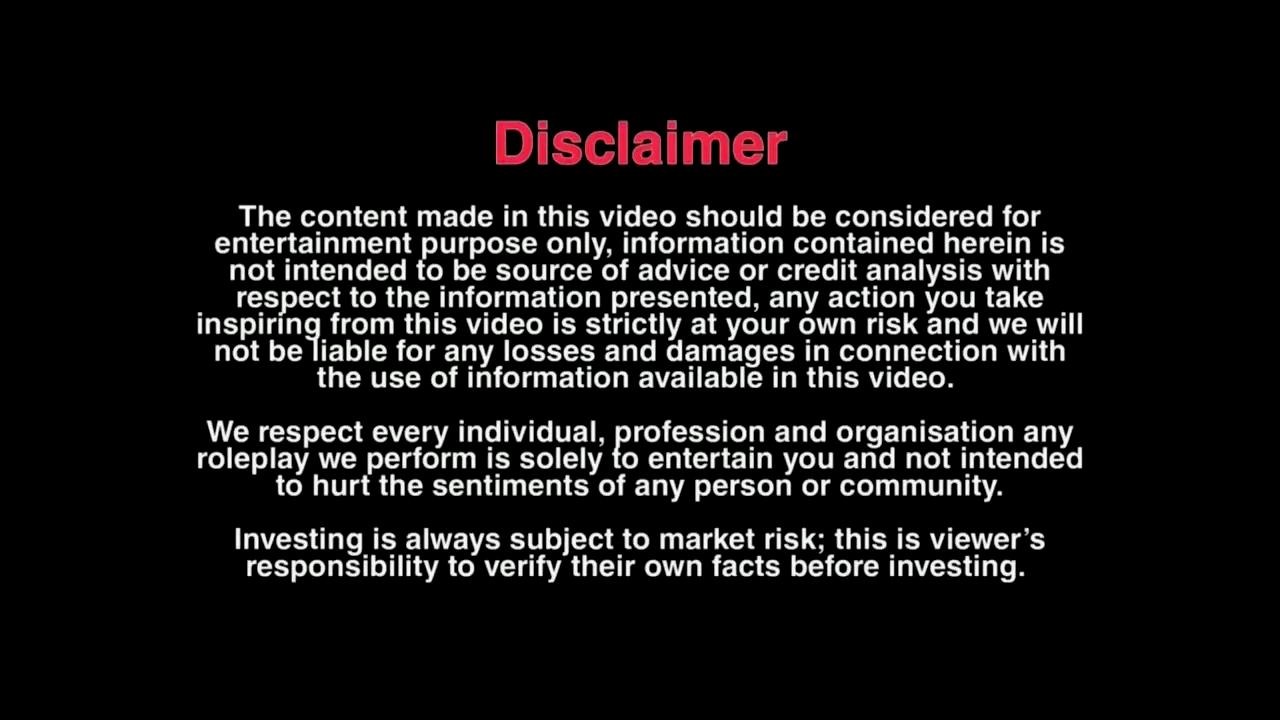 Disclaimer
The content made in this video should be considered for
entertainment purpose only, information contained herein is
not intended to be source of advice or credit analysis with
respect to the information presented, any action you take
inspiring from this video is strictly at your own risk and we will
not be liable for any losses and damages in connection with
the use of information available in this video.
We respect every individual, profession and organisation any
roleplay we perform is solely to entertain you and not intended
to hurt the sentiments of any person or community.
Investing is always subject to market risk; this is viewer’s
responsibility to verify their own facts before investing.